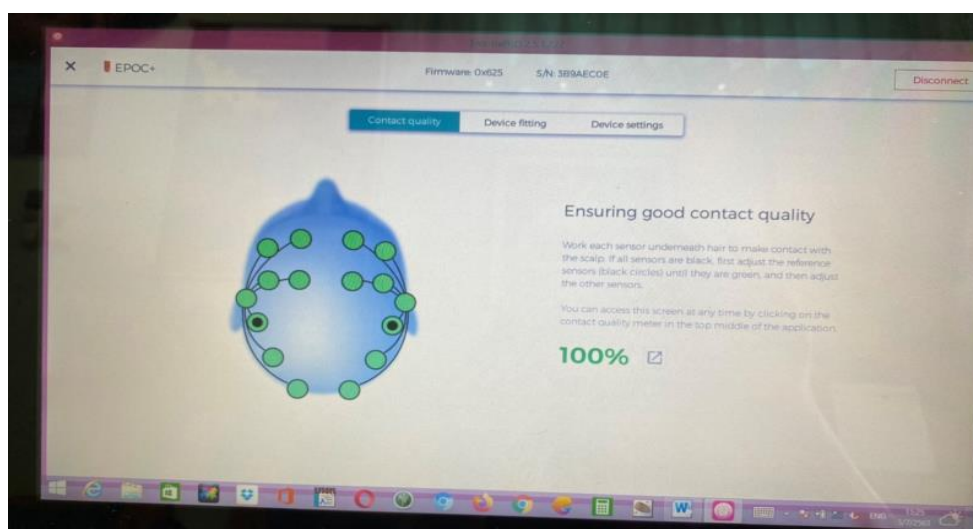 EPOC+
Firmware: 0x625 S/N: 3B9AEC0E
Disconnect
Contact quality Device fitting Device settings
Ensuring good contact quality
Work each sensor underneath hair to make contact with
the scalp. If all sensors are black, first adjust the reference
sensors (black circles) until they are green, and then adjust
the other sensors.
You can access this screen at any time by clicking on the
contact quality meter in the top middle of the application.
100%
ENG